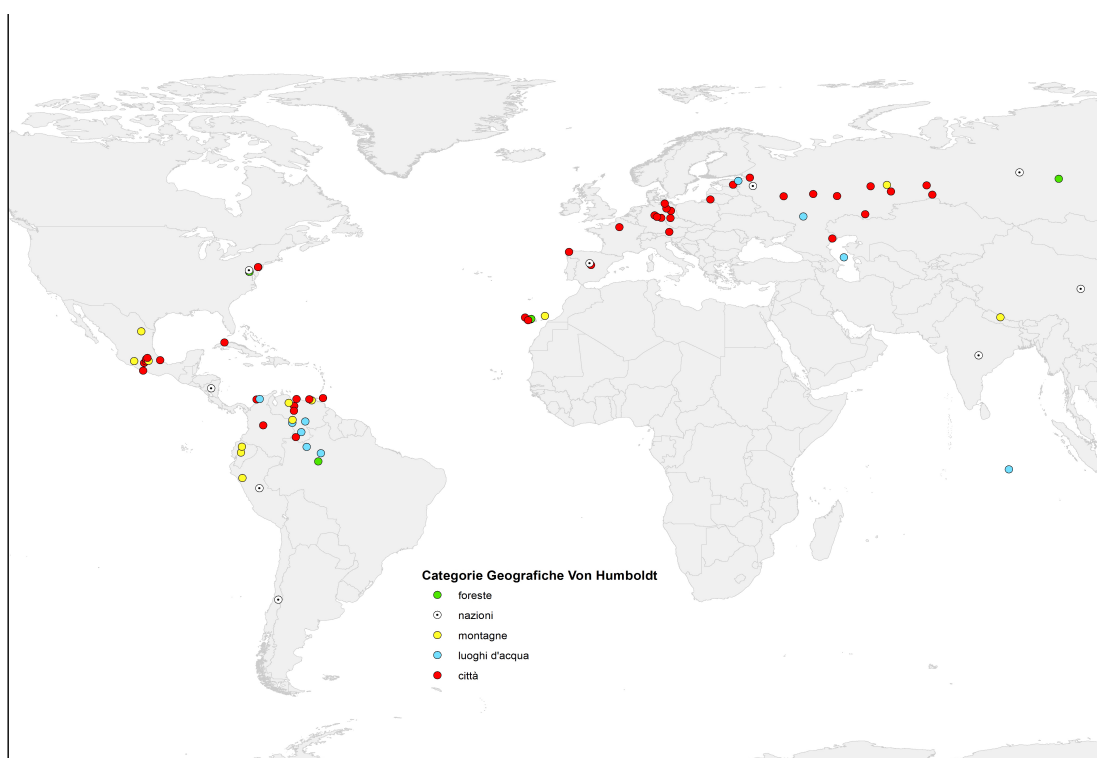 Categorie Geografiche Von Humboldt
foreste
nazioni
montagne
luoghi d'acqua
città